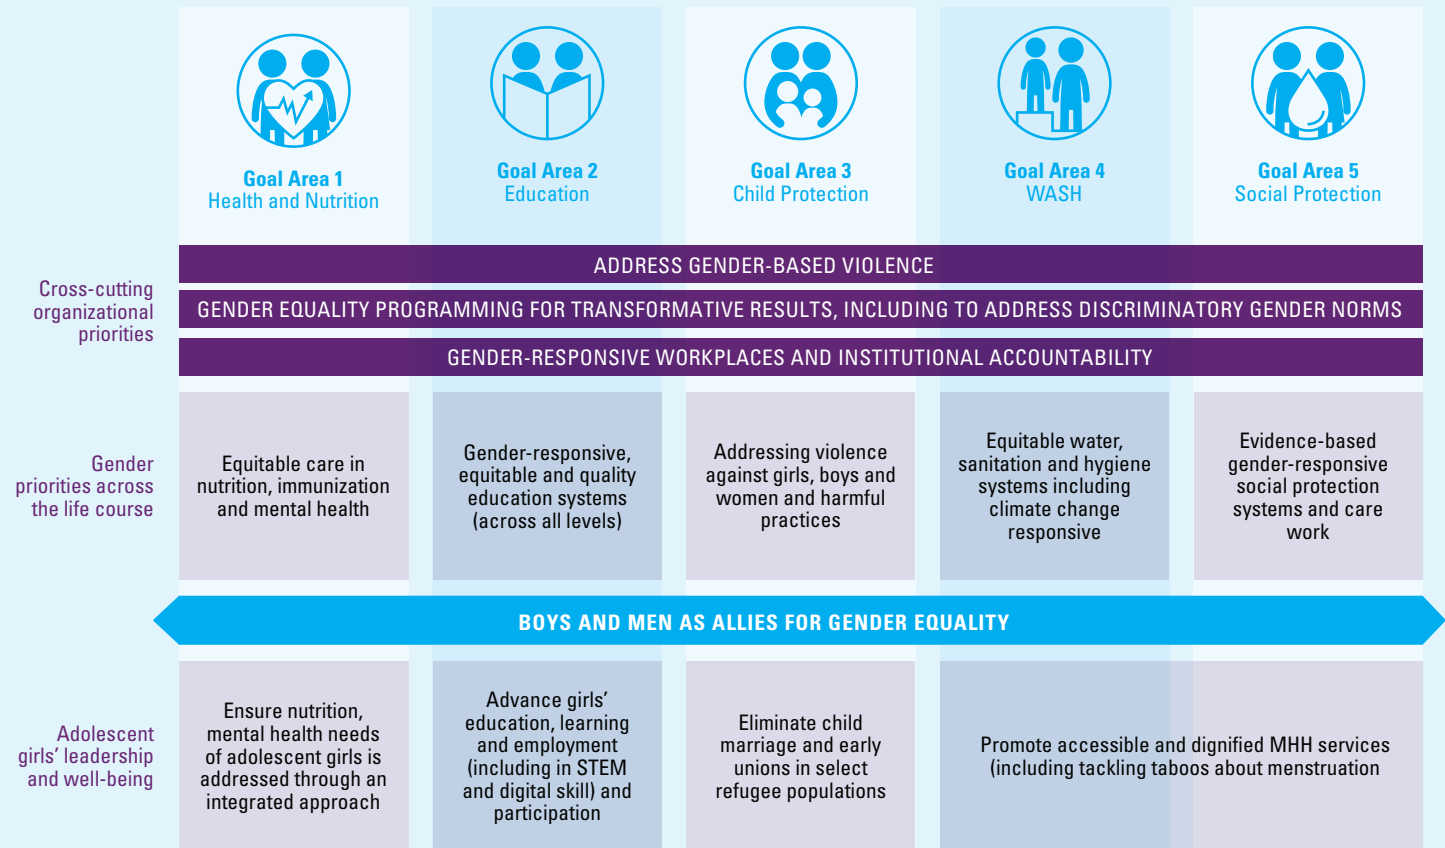 Goal Area 1
Health and Nutrition
Goal Area 2
Education
Goal Area 3
Child Protection
Goal Area 4
WASH
Goal Area 5
Social Protection
Cross-cutting
organizational
priorities
ADDRESS GENDER-BASED VIOLENCE
GENDER EQUALITY PROGRAMMING FOR TRANSFORMATIVE RESULTS, INCLUDING TO ADDRESS DISCRIMINATORY GENDER NORMS
GENDER-RESPONSIVE WORKPLACES AND INSTITUTIONAL ACCOUNTABILITY
Gender
priorities across
the life course
Equitable care in
nutrition, immunization
and mental health
Gender-responsive,
equitable and quality
education systems
(across all levels)
Addressing violence
against girls, boys and
women and harmful
practices
Equitable water,
sanitation and hygiene
systems including
climate change
responsive
Evidence-based
gender-responsive
social protection
systems and care
work
BOYS AND MEN AS ALLIES FOR GENDER EQUALITY
Adolescent
girls’ leadership
and well-being
Ensure nutrition,
mental health needs
of adolescent girls is
addressed through an
integrated approach
Advance girls’
education, learning
and employment
(including in STEM
and digital skill) and
participation
Eliminate child
marriage and early
unions in select
refugee populations
Promote accessible and dignified MHH services
(including tackling taboos about menstruation